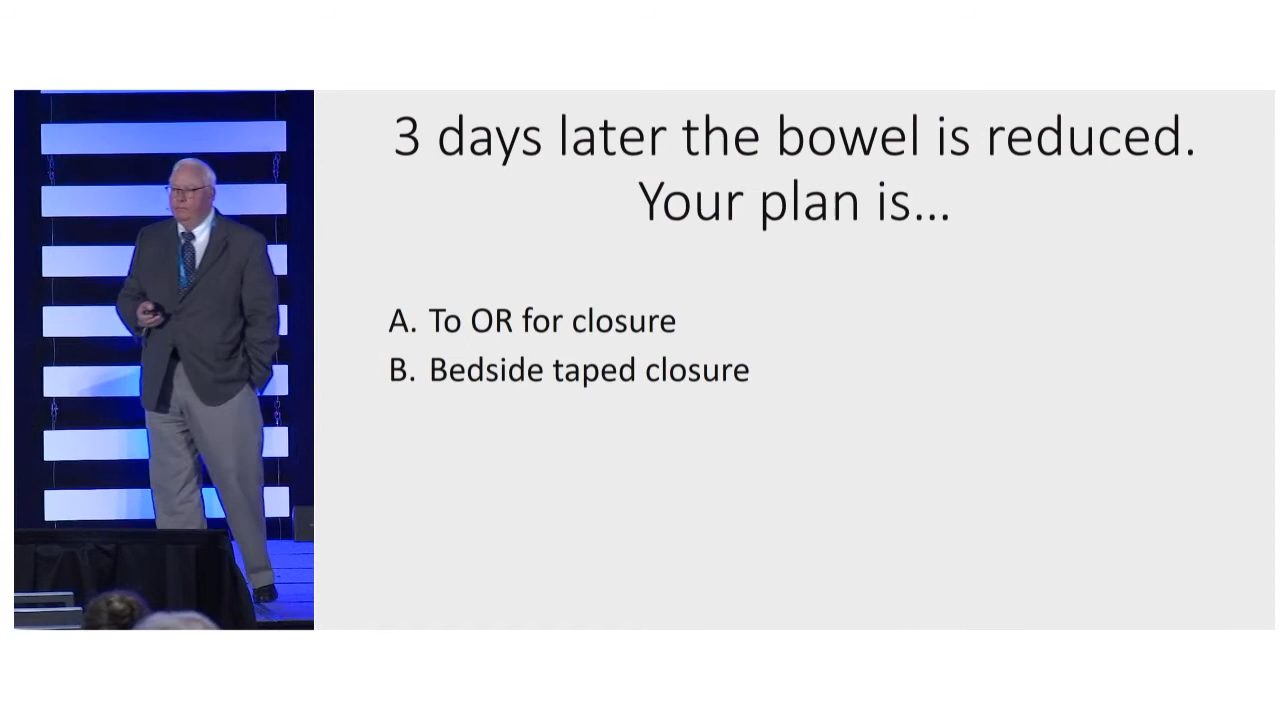 3 days later the bowel is reduced.
Your plan is...
A. To OR for closure
B. Bedside taped closure